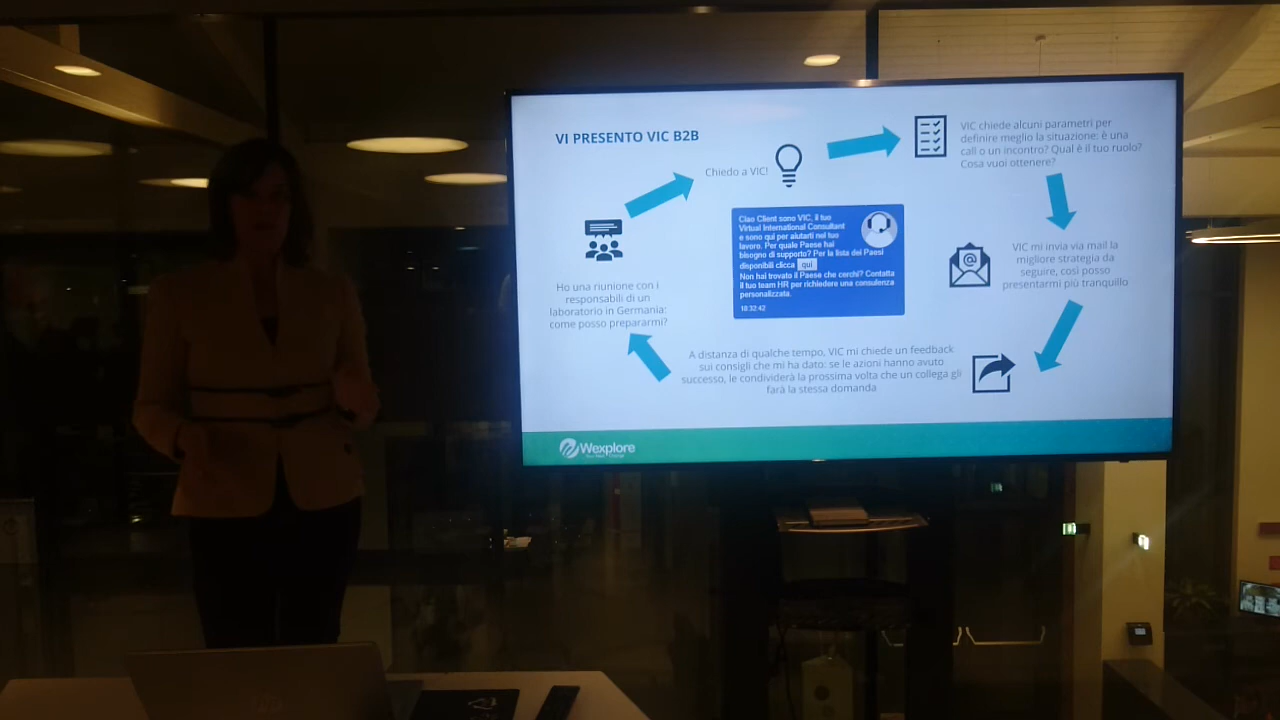 VI PRESENTO VIC B2B
Chiedo a VIC!
VIC chiede alcuni parametri per
definire meglio la situazione: è una
call o un incontro? Qual è il tuo ruolo?
Cosa vuoi ottenere?
VIC mi invia via mail la
migliore strategia da
seguire, così posso
presentarmi più tranquillo
A distanza di qualche tempo, VIC mi chiede un feedback
sui consigli che mi ha dato: se le azioni hanno avuto
successo, le condividerà la prossima volta che un collega gli
farà la stessa domanda
Ho una riunione con i
responsabili di un
laboratorio in Germania:
come posso prepararmi?
Ciao Client sono VIC, il tuo
Virtual International Consultant
e sono qui per aiutarti nel tuo
lavoro. Per quale Paese hai
bisogno di supporto? Per la lista dei Paesi
disponibili clicca qui
Non hai trovato il Paese che cerchi? Contatta
il tuo team HR per richiedere una consulenza
personalizzata.
18:32:42
Wexplore